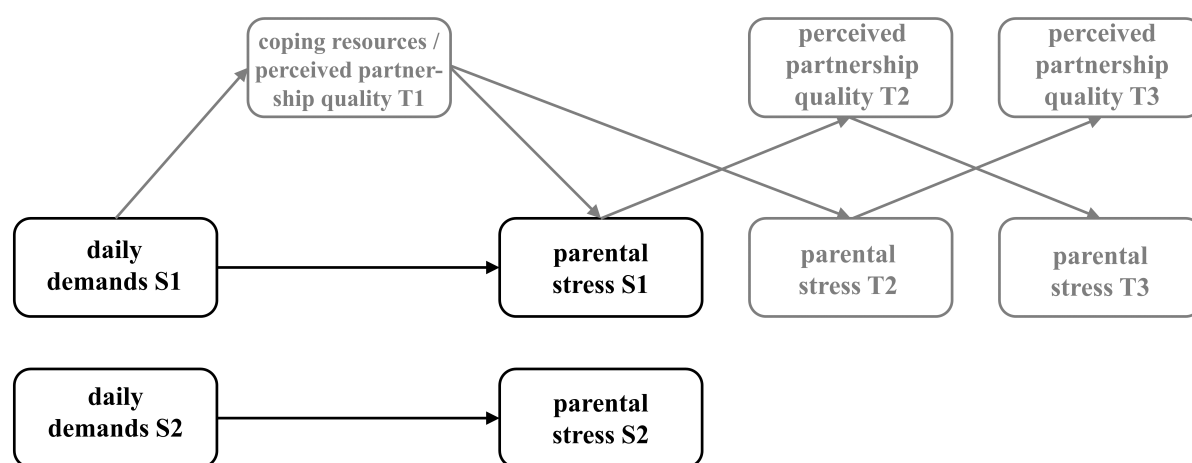 coping resources /
perceived partner-
ship quality T1
perceived
partnership
quality T2
perceived
partnership
quality T3
daily
demands S1
parental
stress S1
parental
stress T2
parental
stress T3
daily
demands S2
parental
stress S2